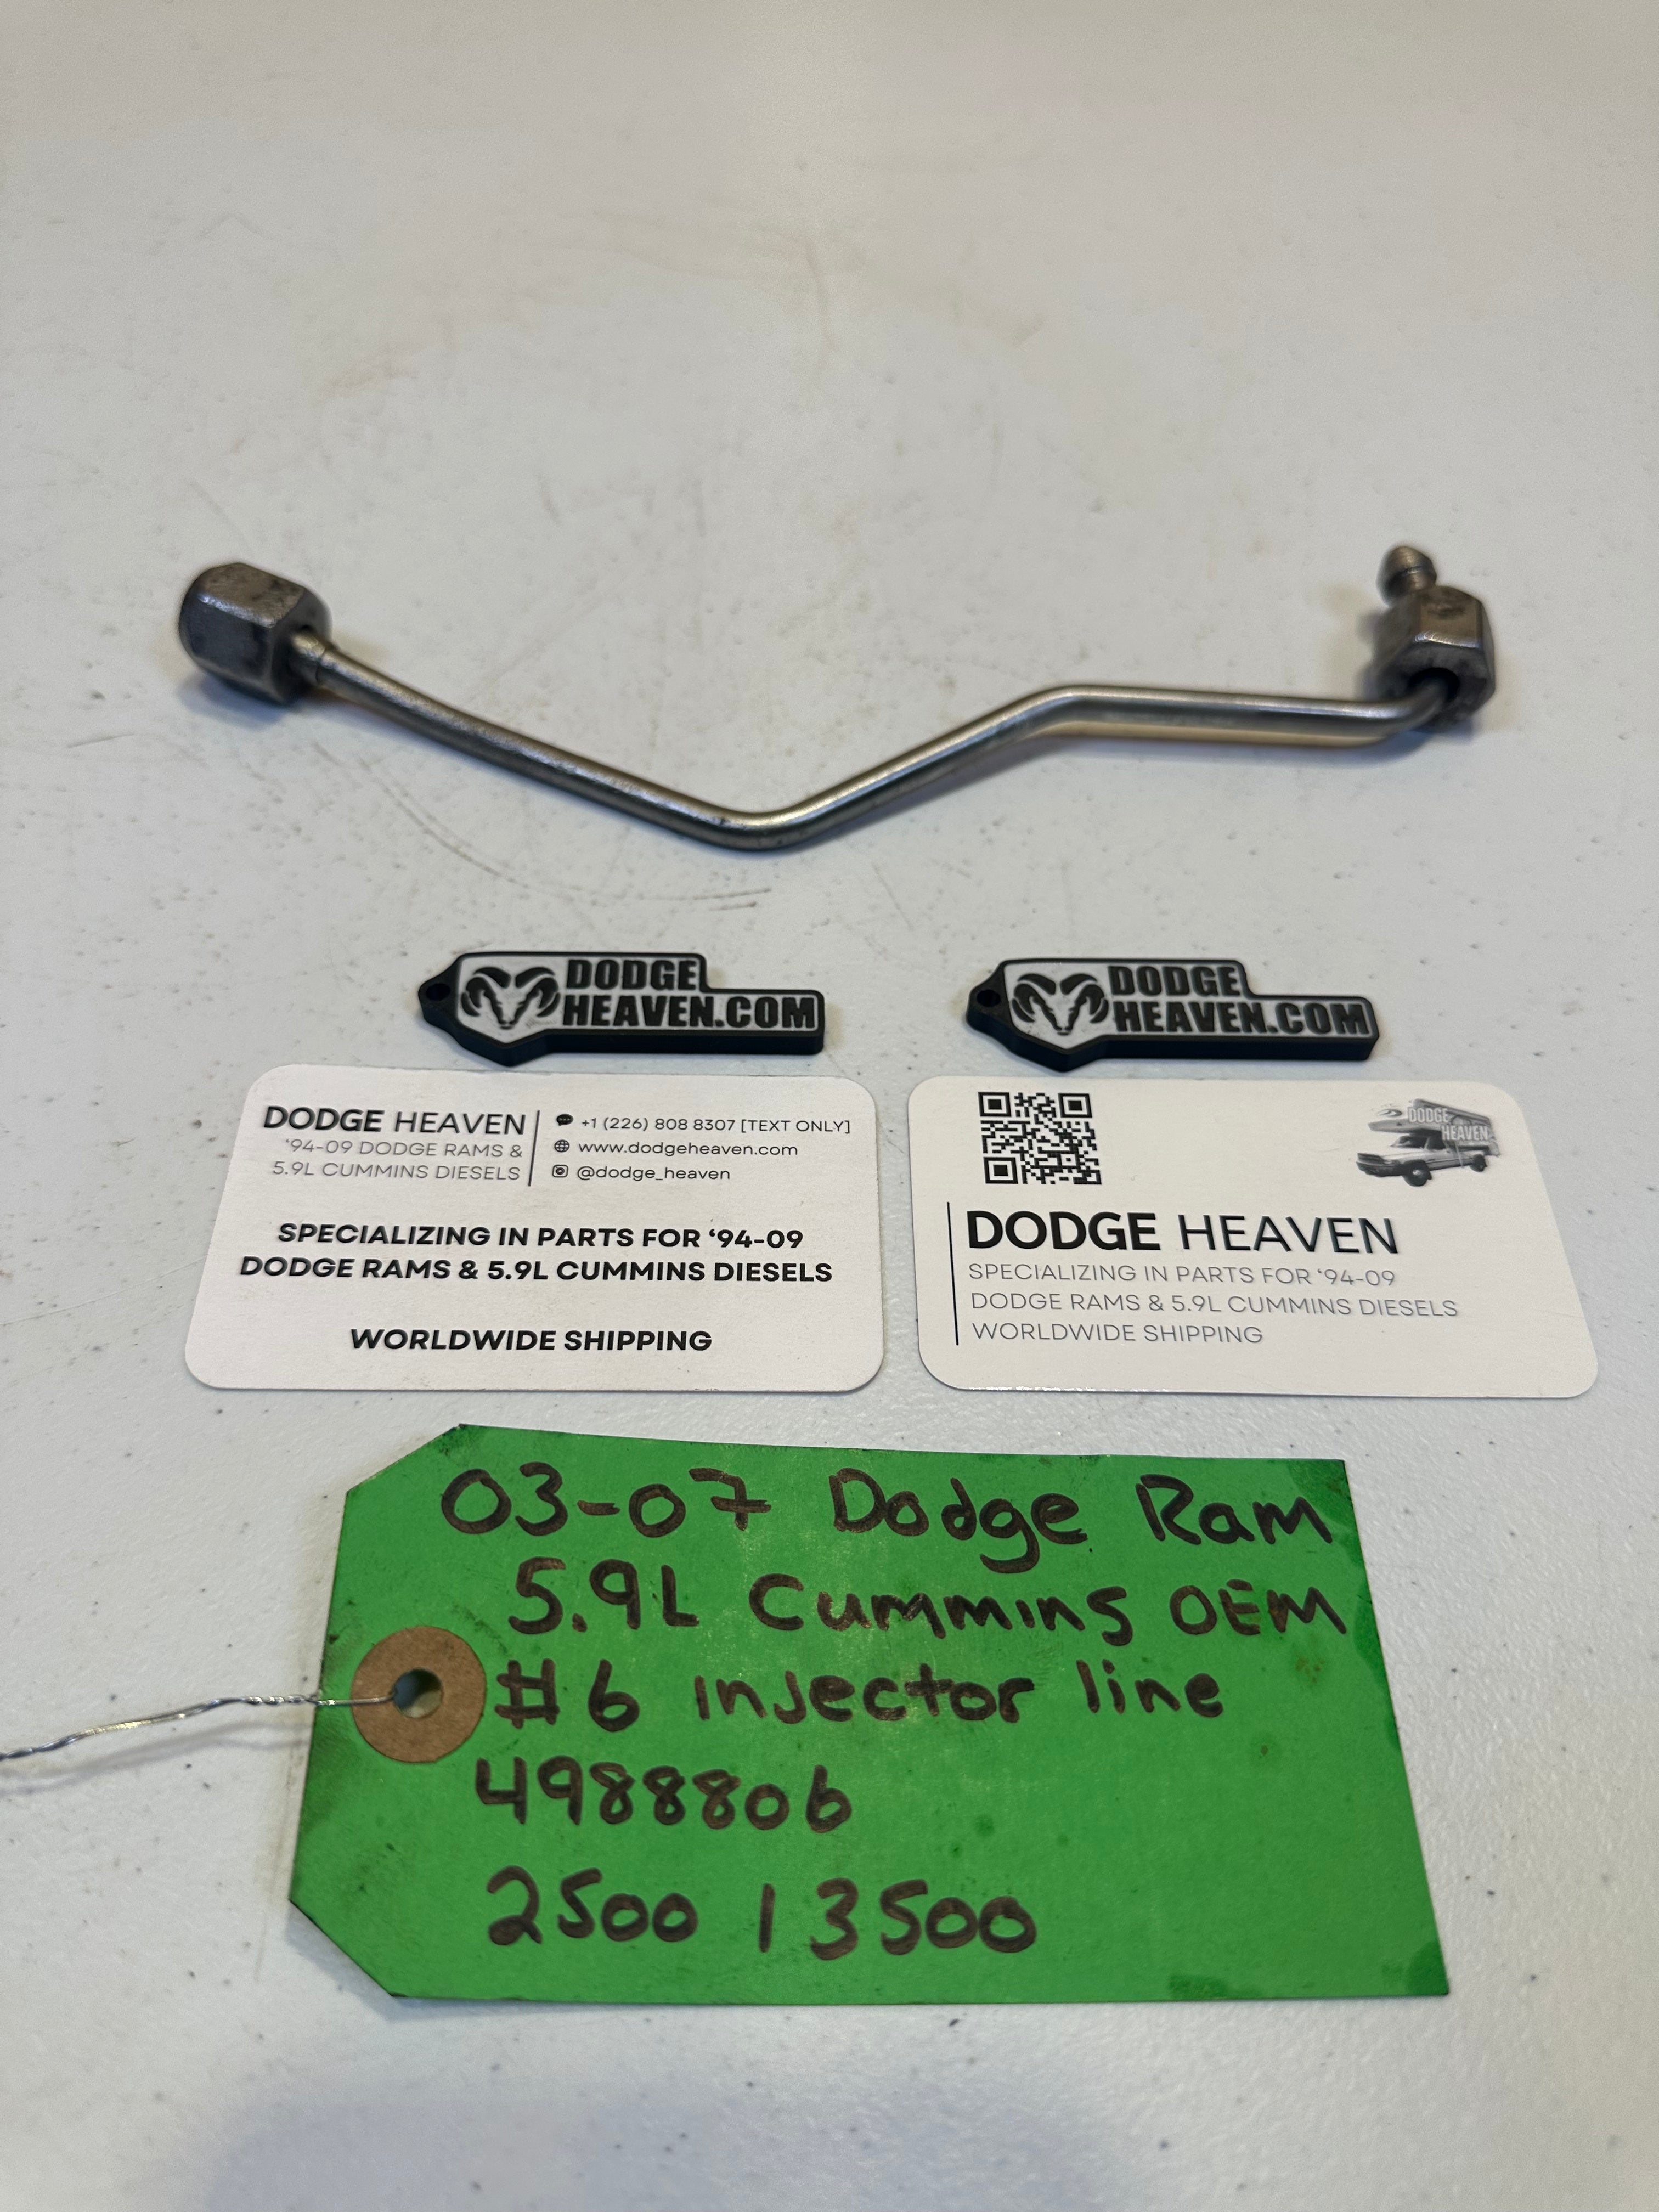 DODGE
HEAVEN.COM
DODGE
HEAVEN.COM
DODGE HEAVEN
'94-09 DODGE RAMS &
5.9L CUMMINS DIESELS
+1 (226) 808 8307 [TEXT ONLY]
www.dodgeheaven.com
@dodge_heaven
SPECIALIZING IN PARTS FOR '94-09
DODGE RAMS & 5.9L CUMMINS DIESELS
WORLDWIDE SHIPPING
DODGE
HEAVEN
DODGE HEAVEN
SPECIALIZING IN PARTS FOR '94-09
DODGE RAMS & 5.9L CUMMINS DIESELS
WORLDWIDE SHIPPING
03-07 Dodge Ram
5.9L Cummins OEM
#6 injector line
4988806
2500 | 3500